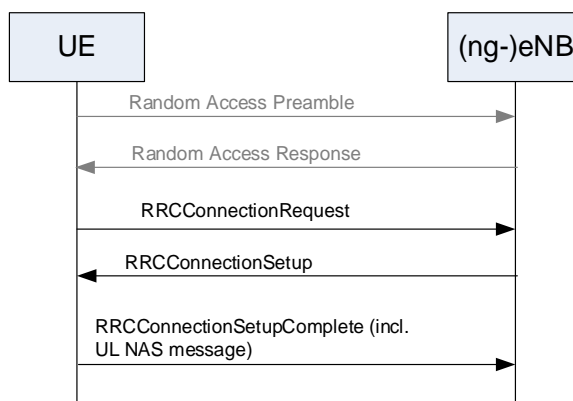 UE
(ng-)eNB
Random Access Preamble
Random Access Response
RRCConnectionRequest
RRCConnectionSetup
RRCConnectionSetupComplete (incl.
UL NAS message)